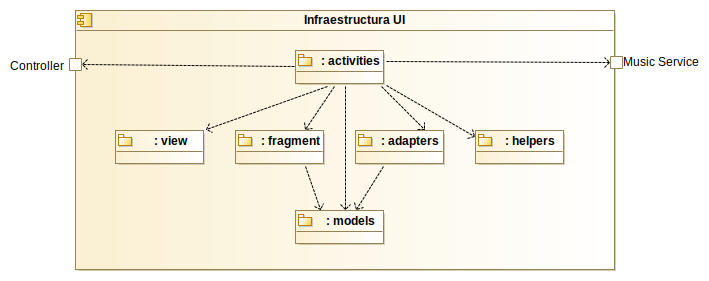 Infraestructura UI
Controller
: activities
Music Service
: view
: fragment
: adapters
: helpers
: models